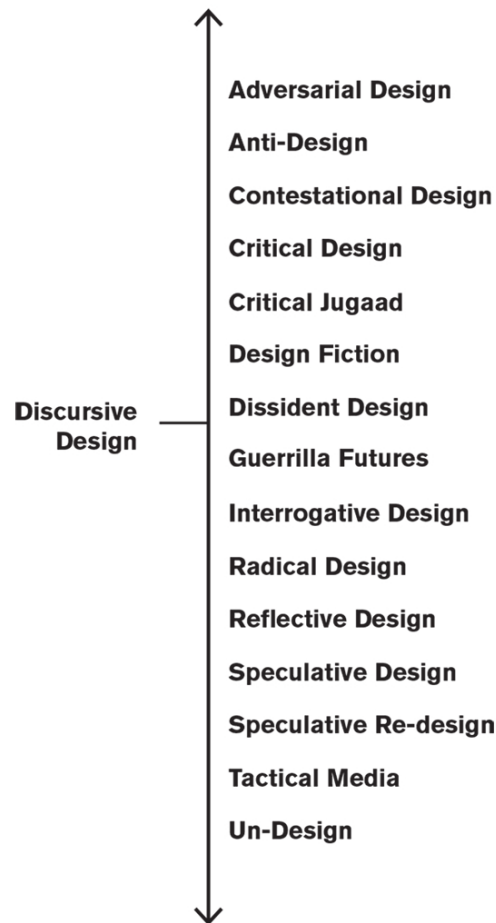 Adversarial Design
Anti-Design
Contestational Design
Critical Design
Critical Jugaad
Design Fiction
Discursive
Design
Dissident Design
Guerrilla Futures
Interrogative Design
Radical Design
Reflective Design
Speculative Design
Speculative Re-design
Tactical Media
Un-Design